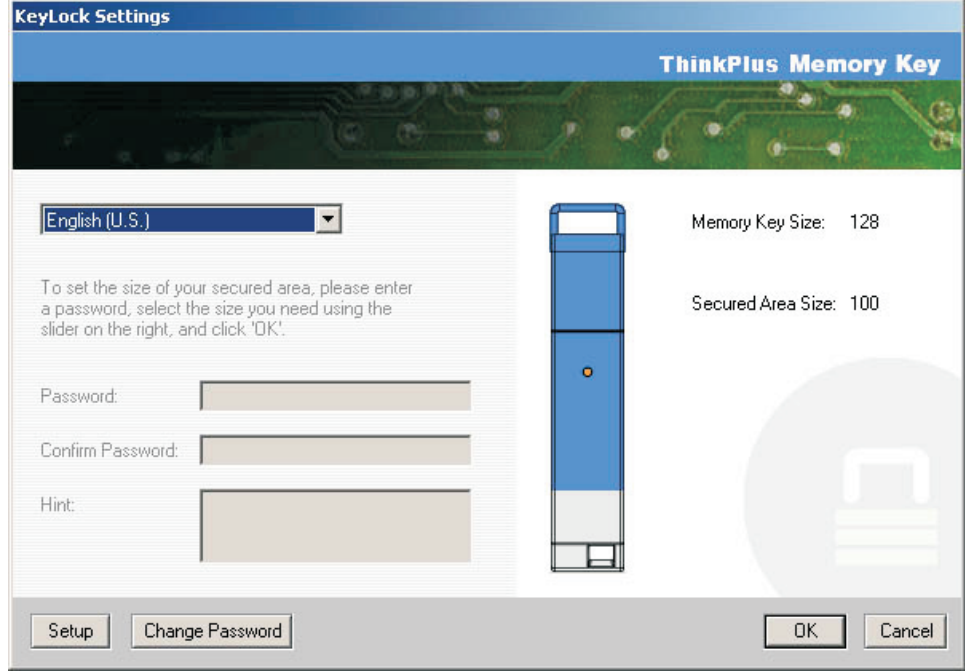 KeyLock Settings
ThinkPlus Memory Key
English (U.S.)
To set the size of your secured area, please enter
a password, select the size you need using the
slider on the right, and click 'OK'.
Password:
Confirm Password:
Hint:
Memory Key Size: 128
Secured Area Size: 100
Setup
Change Password
OK
Cancel